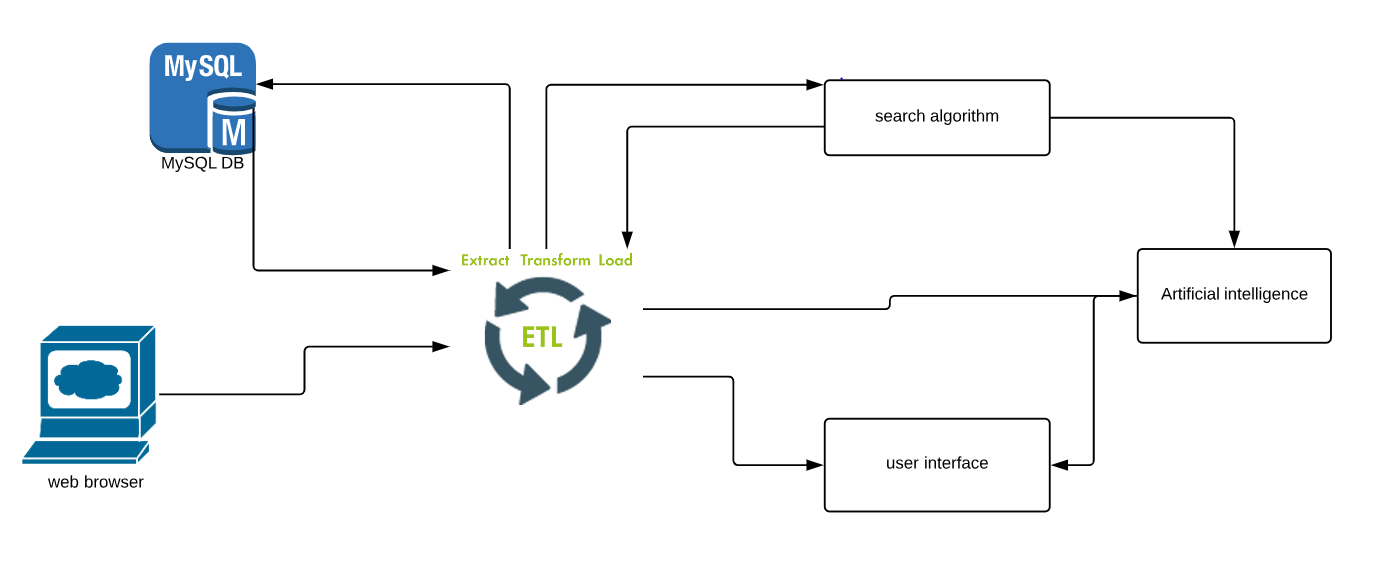 MySQL
M
MySQL DB
search algorithm
Extract Transform Load
ETL
Artificial intelligence
user interface
web browser